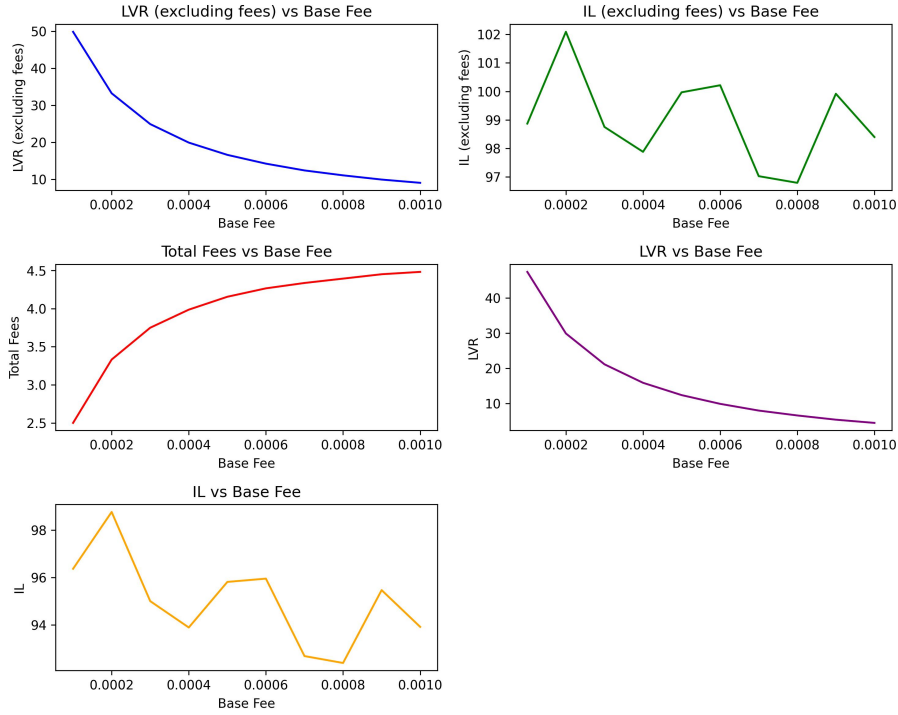 LVR (excluding fees) vs Base Fee
50
40
30
20
10
LVR (excluding fees)
0.0002 0.0004 0.0006 0.0008 0.0010
Base Fee
IL (excluding fees) vs Base Fee
102
101
100
99
98
97
IL (excluding fees)
0.0002 0.0004 0.0006 0.0008 0.0010
Base Fee
Total Fees vs Base Fee
4.5
4.0
3.5
3.0
2.5
Total Fees
0.0002 0.0004 0.0006 0.0008 0.0010
Base Fee
LVR vs Base Fee
40
30
20
10
LVR
0.0002 0.0004 0.0006 0.0008 0.0010
Base Fee
IL vs Base Fee
98
96
94
IL
0.0002 0.0004 0.0006 0.0008 0.0010
Base Fee